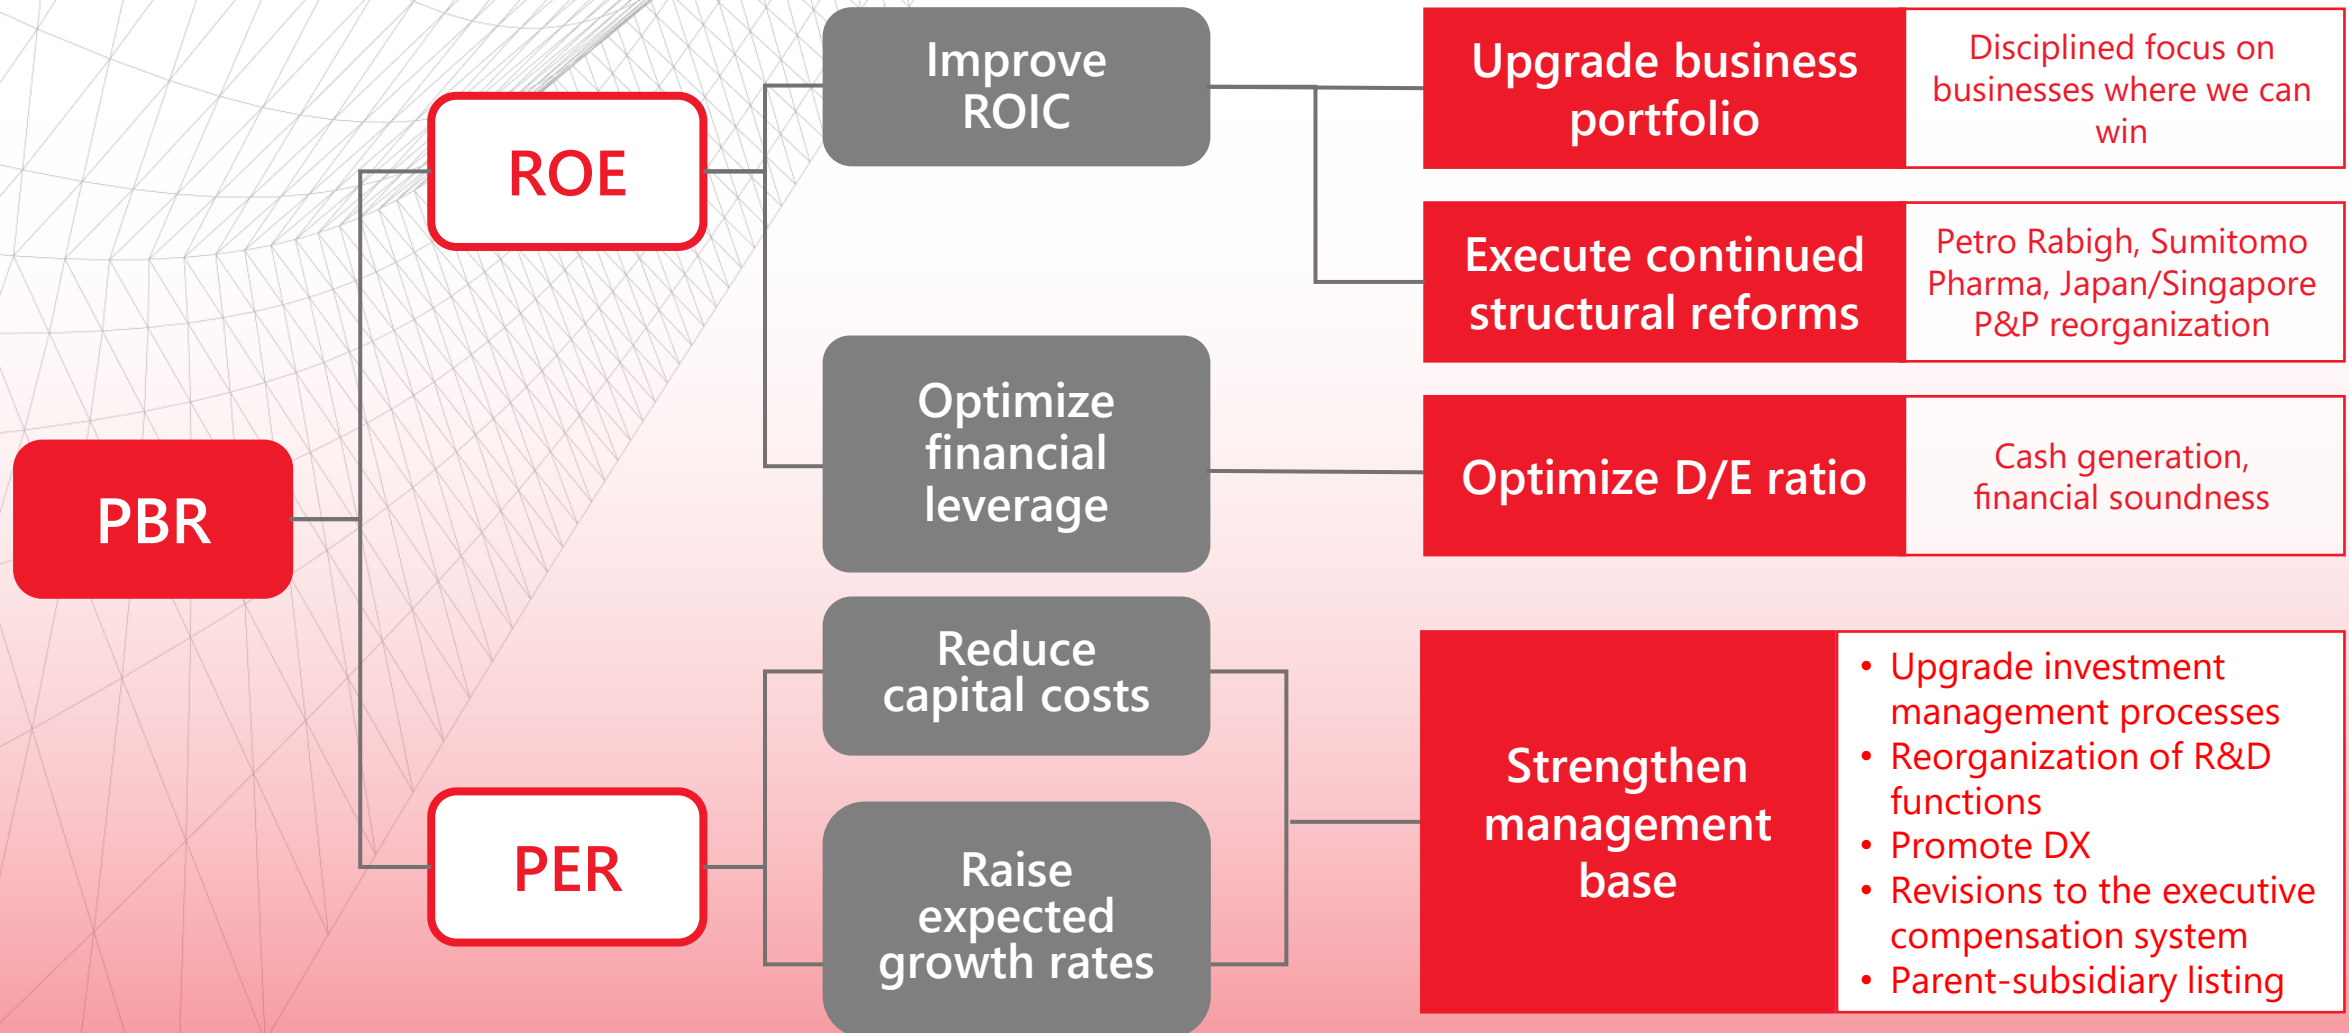 PBR
ROE
PER
Improve
ROIC
Optimize
financial
leverage
Reduce
capital costs
Raise
expected
growth rates
Upgrade business
portfolio
Disciplined focus on
businesses where we can
win
Execute continued
structural reforms
Petro Rabigh, Sumitomo
Pharma, Japan/Singapore
P&P reorganization
Optimize D/E ratio
Cash generation,
financial soundness
Strengthen
management
base
• Upgrade investment
management processes
• Reorganization of R&D
functions
• Promote DX
• Revisions to the executive
compensation system
• Parent-subsidiary listing